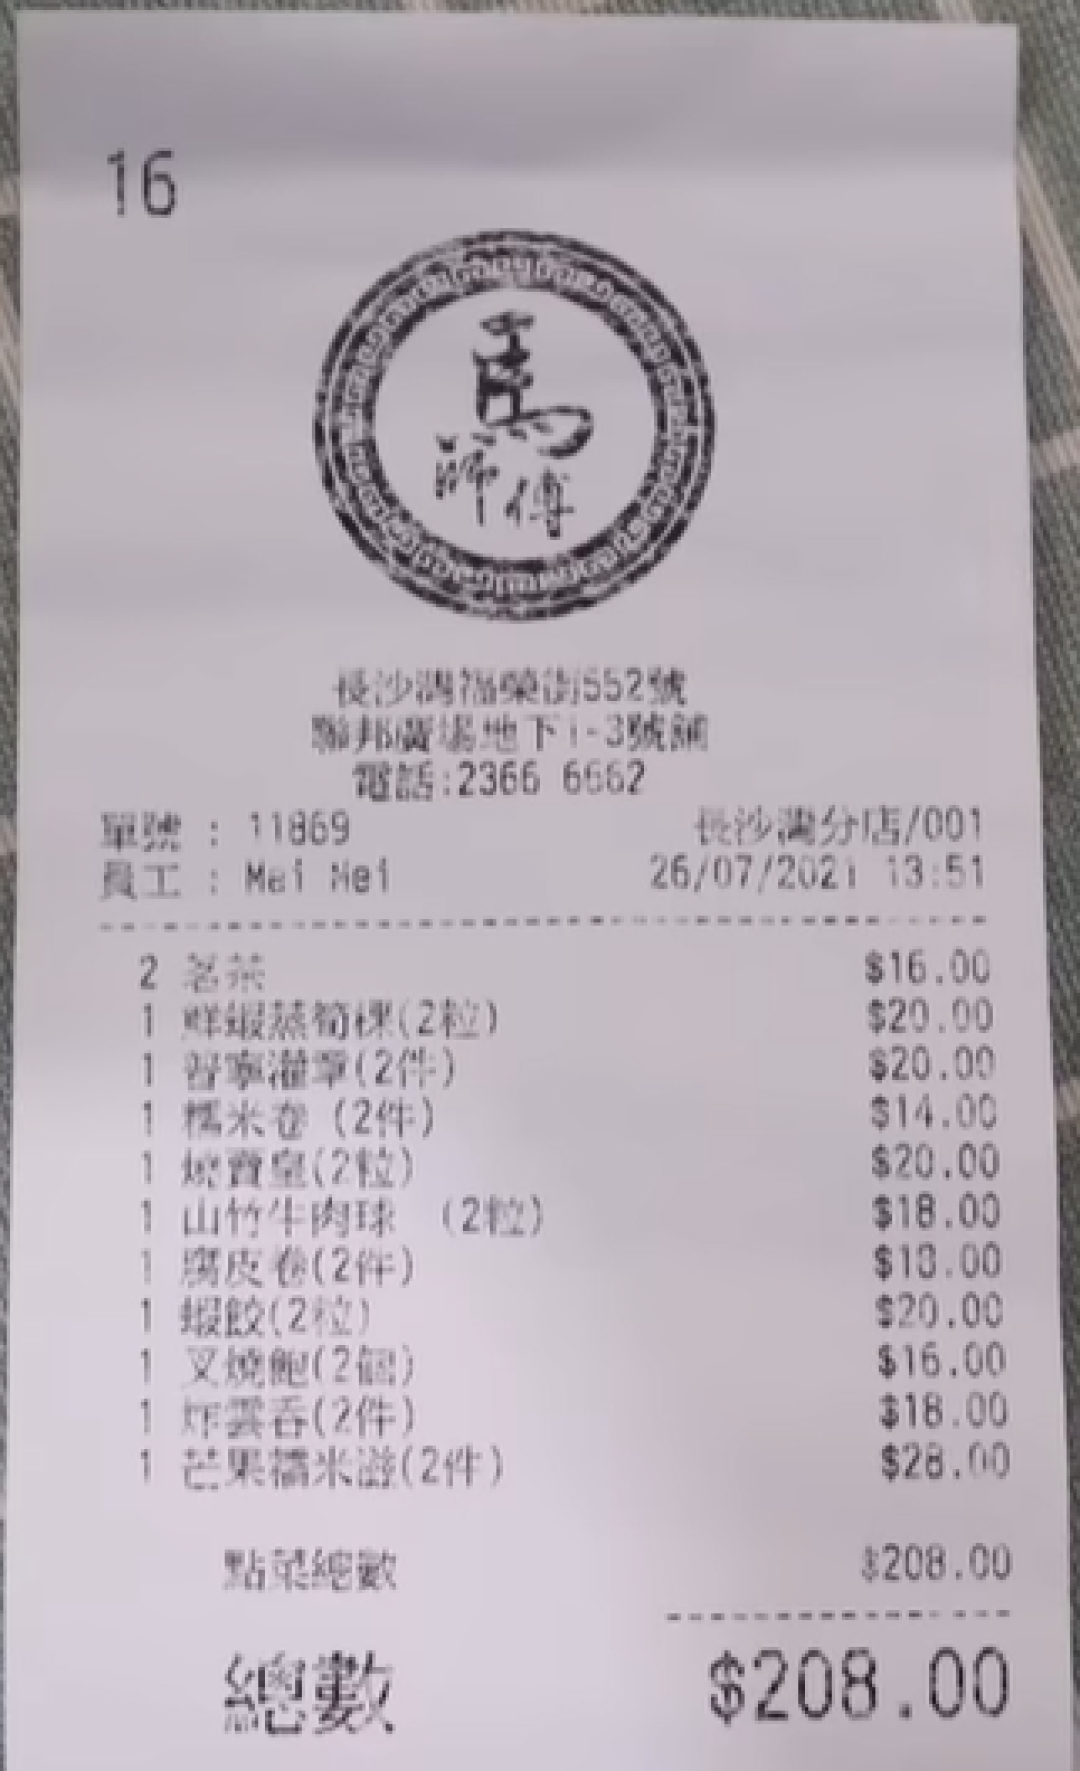 16
馬
師傅
長沙灣福榮街552號
聯邦廣場地下1-3號舖
電話:2366 6662
單號 : 11869
長沙灣分店/001
員工 : Mei Mei
26/07/2021 13:51
2 茗茶 $16.00
1 鮮蝦蒸荀粿(2粒) $20.00
1 普寧灌章(2件) $20.00
1 糯米卷 (2件) $14.00
1 燒賣皇(2粒) $20.00
1 山竹牛肉球 (2粒) $18.00
1 腐皮卷(2件) $18.00
1 蝦餃(2粒) $20.00
1 叉燒飽(2個) $16.00
1 炸雲吞(2件) $18.00
1 芒果糯米滋(2件) $28.00
點菜總數 $208.00
總數 $208.00